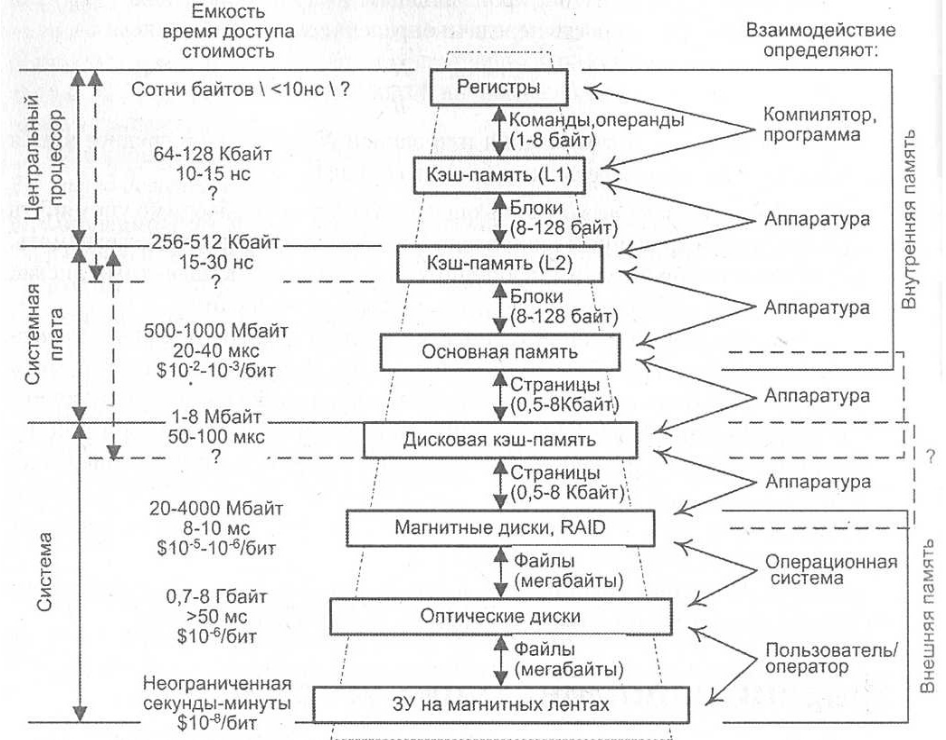 Емкость
время доступа
стоимость
Взаимодействие
определяют:
Центральный
процессор
Системная
плата
Система
Сотни байтов \ <10нс \ ?
64-128 Кбайт
10-15 нс
?
256-512 Кбайт
15-30 нс
?
500-1000 Мбайт
20-40 мкс
$10⁻²-10⁻³/бит
1-8 Мбайт
50-100 мкс
?
20-4000 Мбайт
8-10 мс
$10⁻⁵-10⁻⁶/бит
0,7-8 Гбайт
>50 мс
$10⁻⁶/бит
Неограниченная
секунды-минуты
$10⁻⁸/бит
Регистры
Команды,операнды
(1-8 байт)
Кэш-память (L1)
Блоки
(8-128 байт)
Кэш-память (L2)
Блоки
(8-128 байт)
Основная память
Страницы
(0,5-8Кбайт)
Дисковая кэш-память
Страницы
(0,5-8 Кбайт)
Магнитные диски, RAID
Файлы
(мегабайты)
Оптические диски
Файлы
(мегабайты)
ЗУ на магнитных лентах
Компилятор,
программа
Аппаратура
Аппаратура
Аппаратура
Аппаратура
Операционная
система
Пользователь/
оператор
Внутренняя память
?
Внешняя память